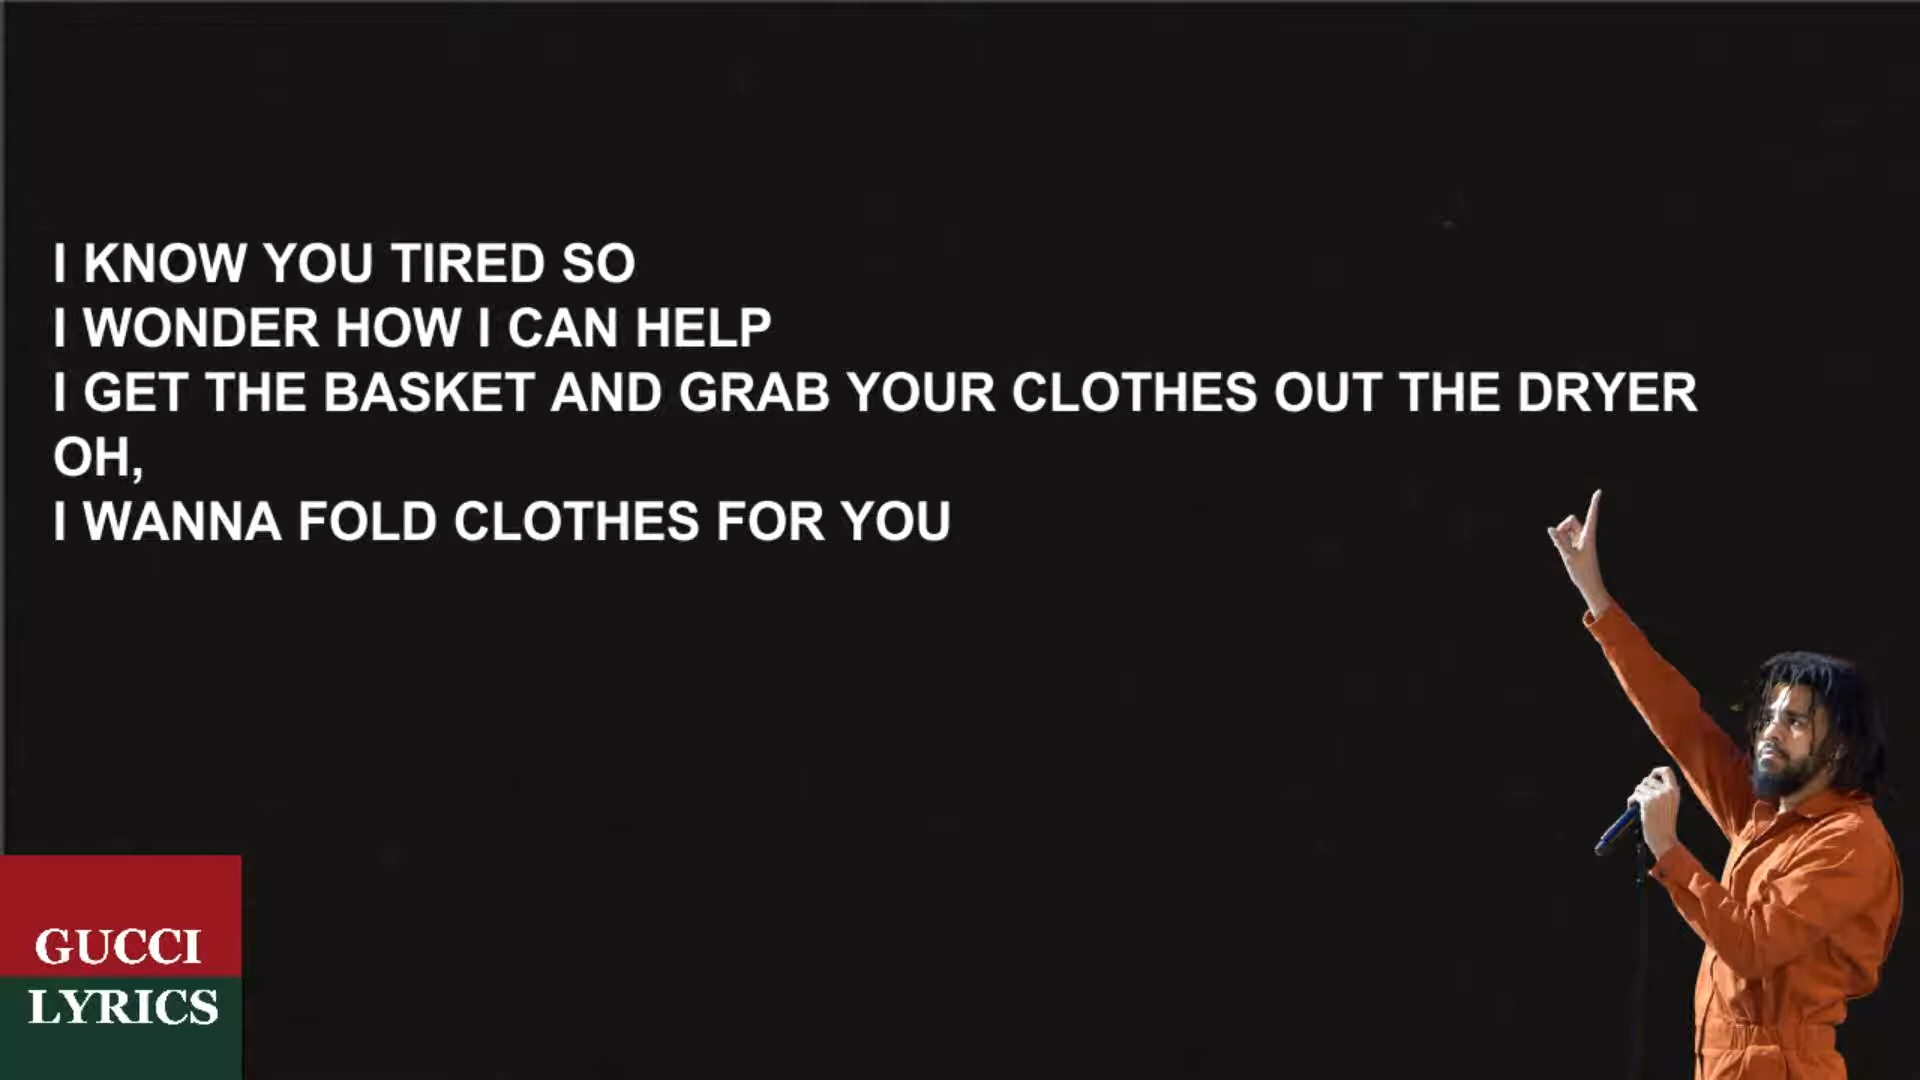 I KNOW YOU TIRED SO
I WONDER HOW I CAN HELP
I GET THE BASKET AND GRAB YOUR CLOTHES OUT THE DRYER
OH,
I WANNA FOLD CLOTHES FOR YOU
GUCCI
LYRICS